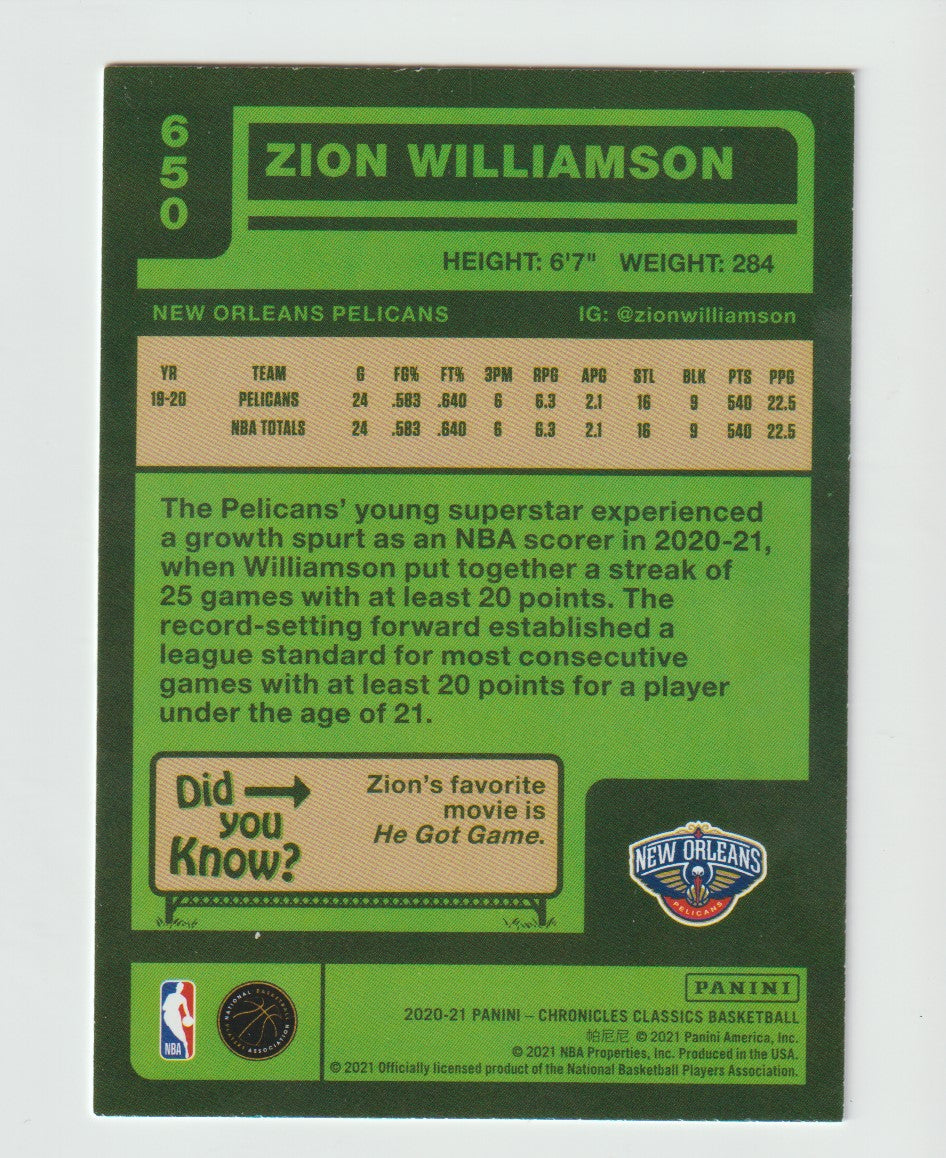 650
ZION WILLIAMSON
HEIGHT: 6'7" WEIGHT: 284
NEW ORLEANS PELICANS IG: @zionwilliamson
YR TEAM G FG% FT% 3PM RPG APG STL BLK PTS PPG
19-20 PELICANS 24 .583 .640 6 6.3 2.1 16 9 540 22.5
NBA TOTALS 24 .583 .640 6 6.3 2.1 16 9 540 22.5
The Pelicans' young superstar experienced
a growth spurt as an NBA scorer in 2020-21,
when Williamson put together a streak of
25 games with at least 20 points. The
record-setting forward established a
league standard for most consecutive
games with at least 20 points for a player
under the age of 21.
Did
you
Know?
Zion's favorite
movie is
He Got Game.
NEW ORLEANS
PELICANS
NBA
NATIONAL BASKETBALL
PLAYERS ASSOCIATION
PANINI
2020-21 PANINI – CHRONICLES CLASSICS BASKETBALL
帕尼尼 © 2021 Panini America, Inc.
© 2021 NBA Properties, Inc. Produced in the USA.
© 2021 Officially licensed product of the National Basketball Players Association.